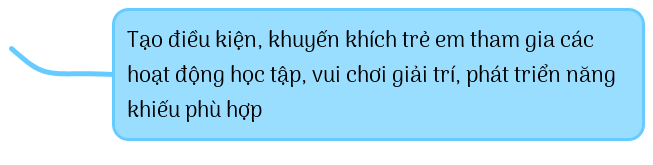 Tạo điều kiện, khuyến khích trẻ em tham gia các
hoạt động học tập, vui chơi giải trí, phát triển năng
khiếu phù hợp